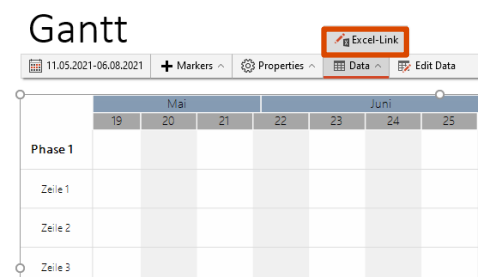 Gantt
Excel-Link
11.05.2021-06.08.2021 Markers Properties Data Edit Data
Mai Juni
19 20 21 22 23 24 25
Phase 1
Zeile 1
Zeile 2
Zeile 3